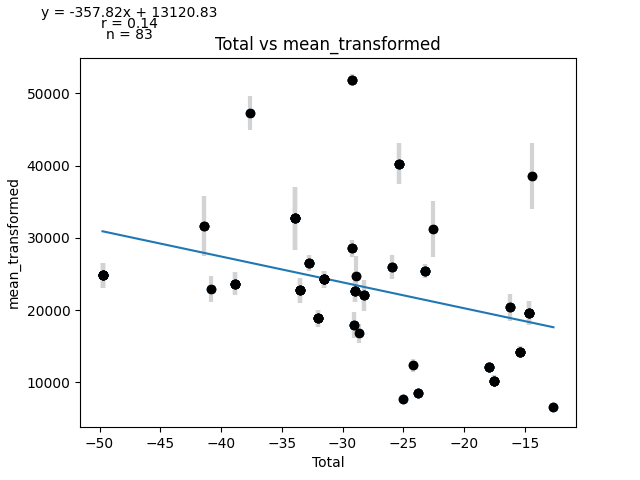 y = -357.82x + 13120.83
r = 0.14
n = 83
Total vs mean_transformed
mean_transformed
50000
40000
30000
20000
10000
−50 −45 −40 −35 −30 −25 −20 −15
Total